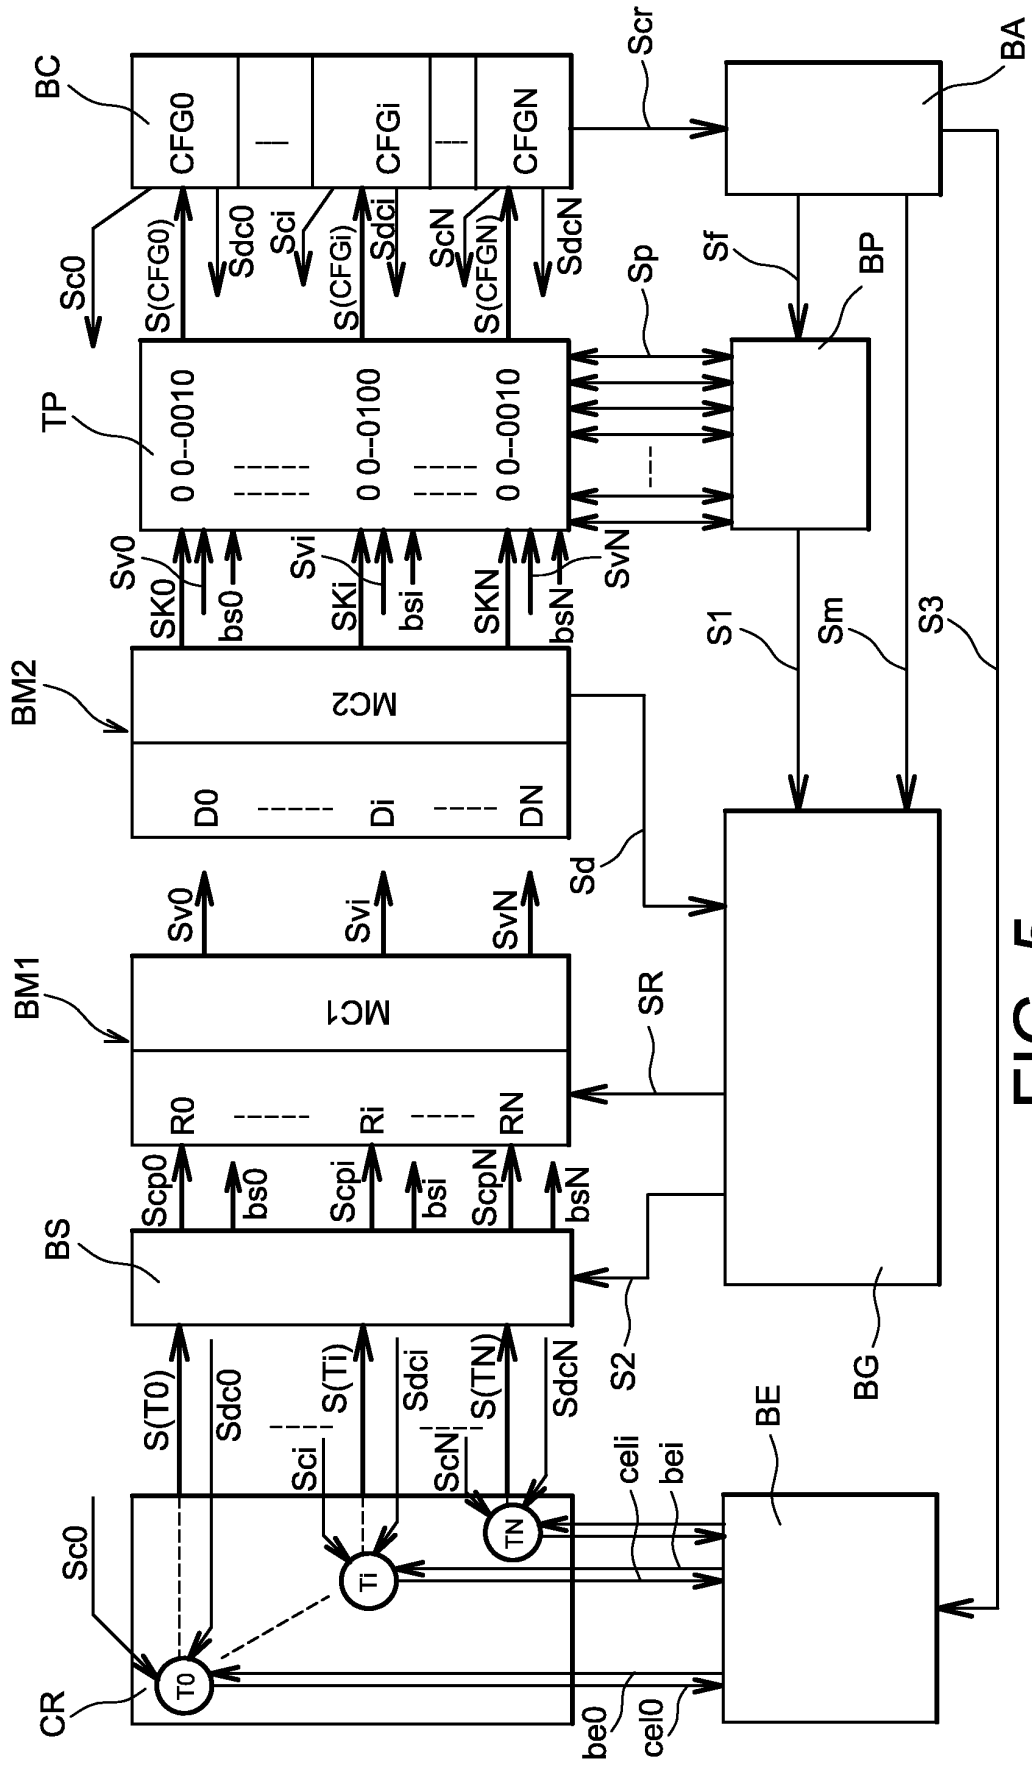 CR
Sc0
T0
Ti
TN
S(T0)
Sdc0
Sci
S(Ti)
Sdci
ScN
S(TN)
SdcN
be0
cel0
celi
bei
BE
BS
Scp0
bs0
Scpi
bsi
ScpN
bsN
S2
BG
BM1
R0
Ri
RN
MC1
SR
Sv0
Svi
SvN
BM2
D0
Di
DN
MC2
Sd
SK0
Sv0
bs0
SKi
Svi
bsi
SKN
SvN
bsN
TP
0 0--0010
0 0--0100
0 0--0010
Sp
BP
S1
Sm
S3
Sf
Sc0
S(CFG0)
Sdc0
Sci
S(CFGi)
Sdci
ScN
S(CFGN)
SdcN
BC
CFG0
CFGi
CFGN
Scr
BA